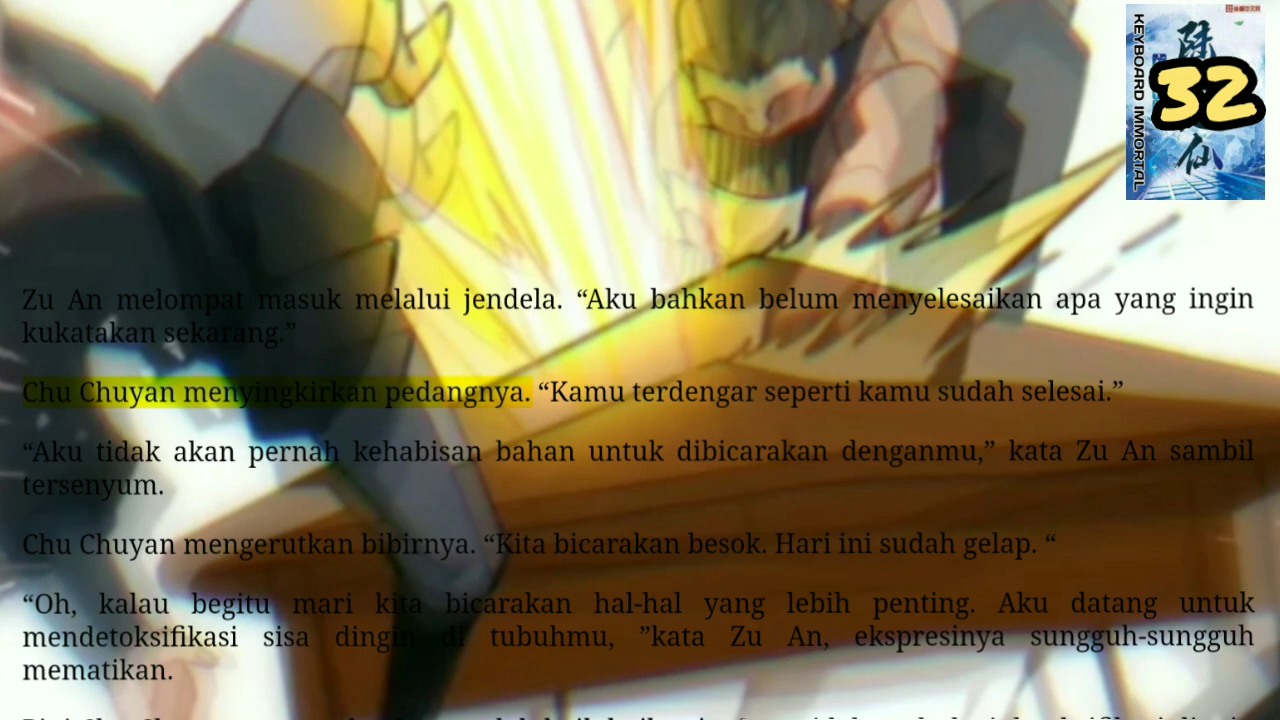 陆
仙
KEYBOARD IMMORTAL
32
Zu An melompat masuk melalui jendela. “Aku bahkan belum menyelesaikan apa yang ingin
kukatakan sekarang.”
Chu Chuyan menyingkirkan pedangnya. “Kamu terdengar seperti kamu sudah selesai.”
“Aku tidak akan pernah kehabisan bahan untuk dibicarakan denganmu,” kata Zu An sambil
tersenyum.
Chu Chuyan mengerutkan bibirnya. “Kita bicarakan besok. Hari ini sudah gelap. “
“Oh, kalau begitu mari kita bicarakan hal-hal yang lebih penting. Aku datang untuk
mendetoksifikasi sisa dingin di tubuhmu, ”kata Zu An, ekspresinya sungguh-sungguh
mematikan.